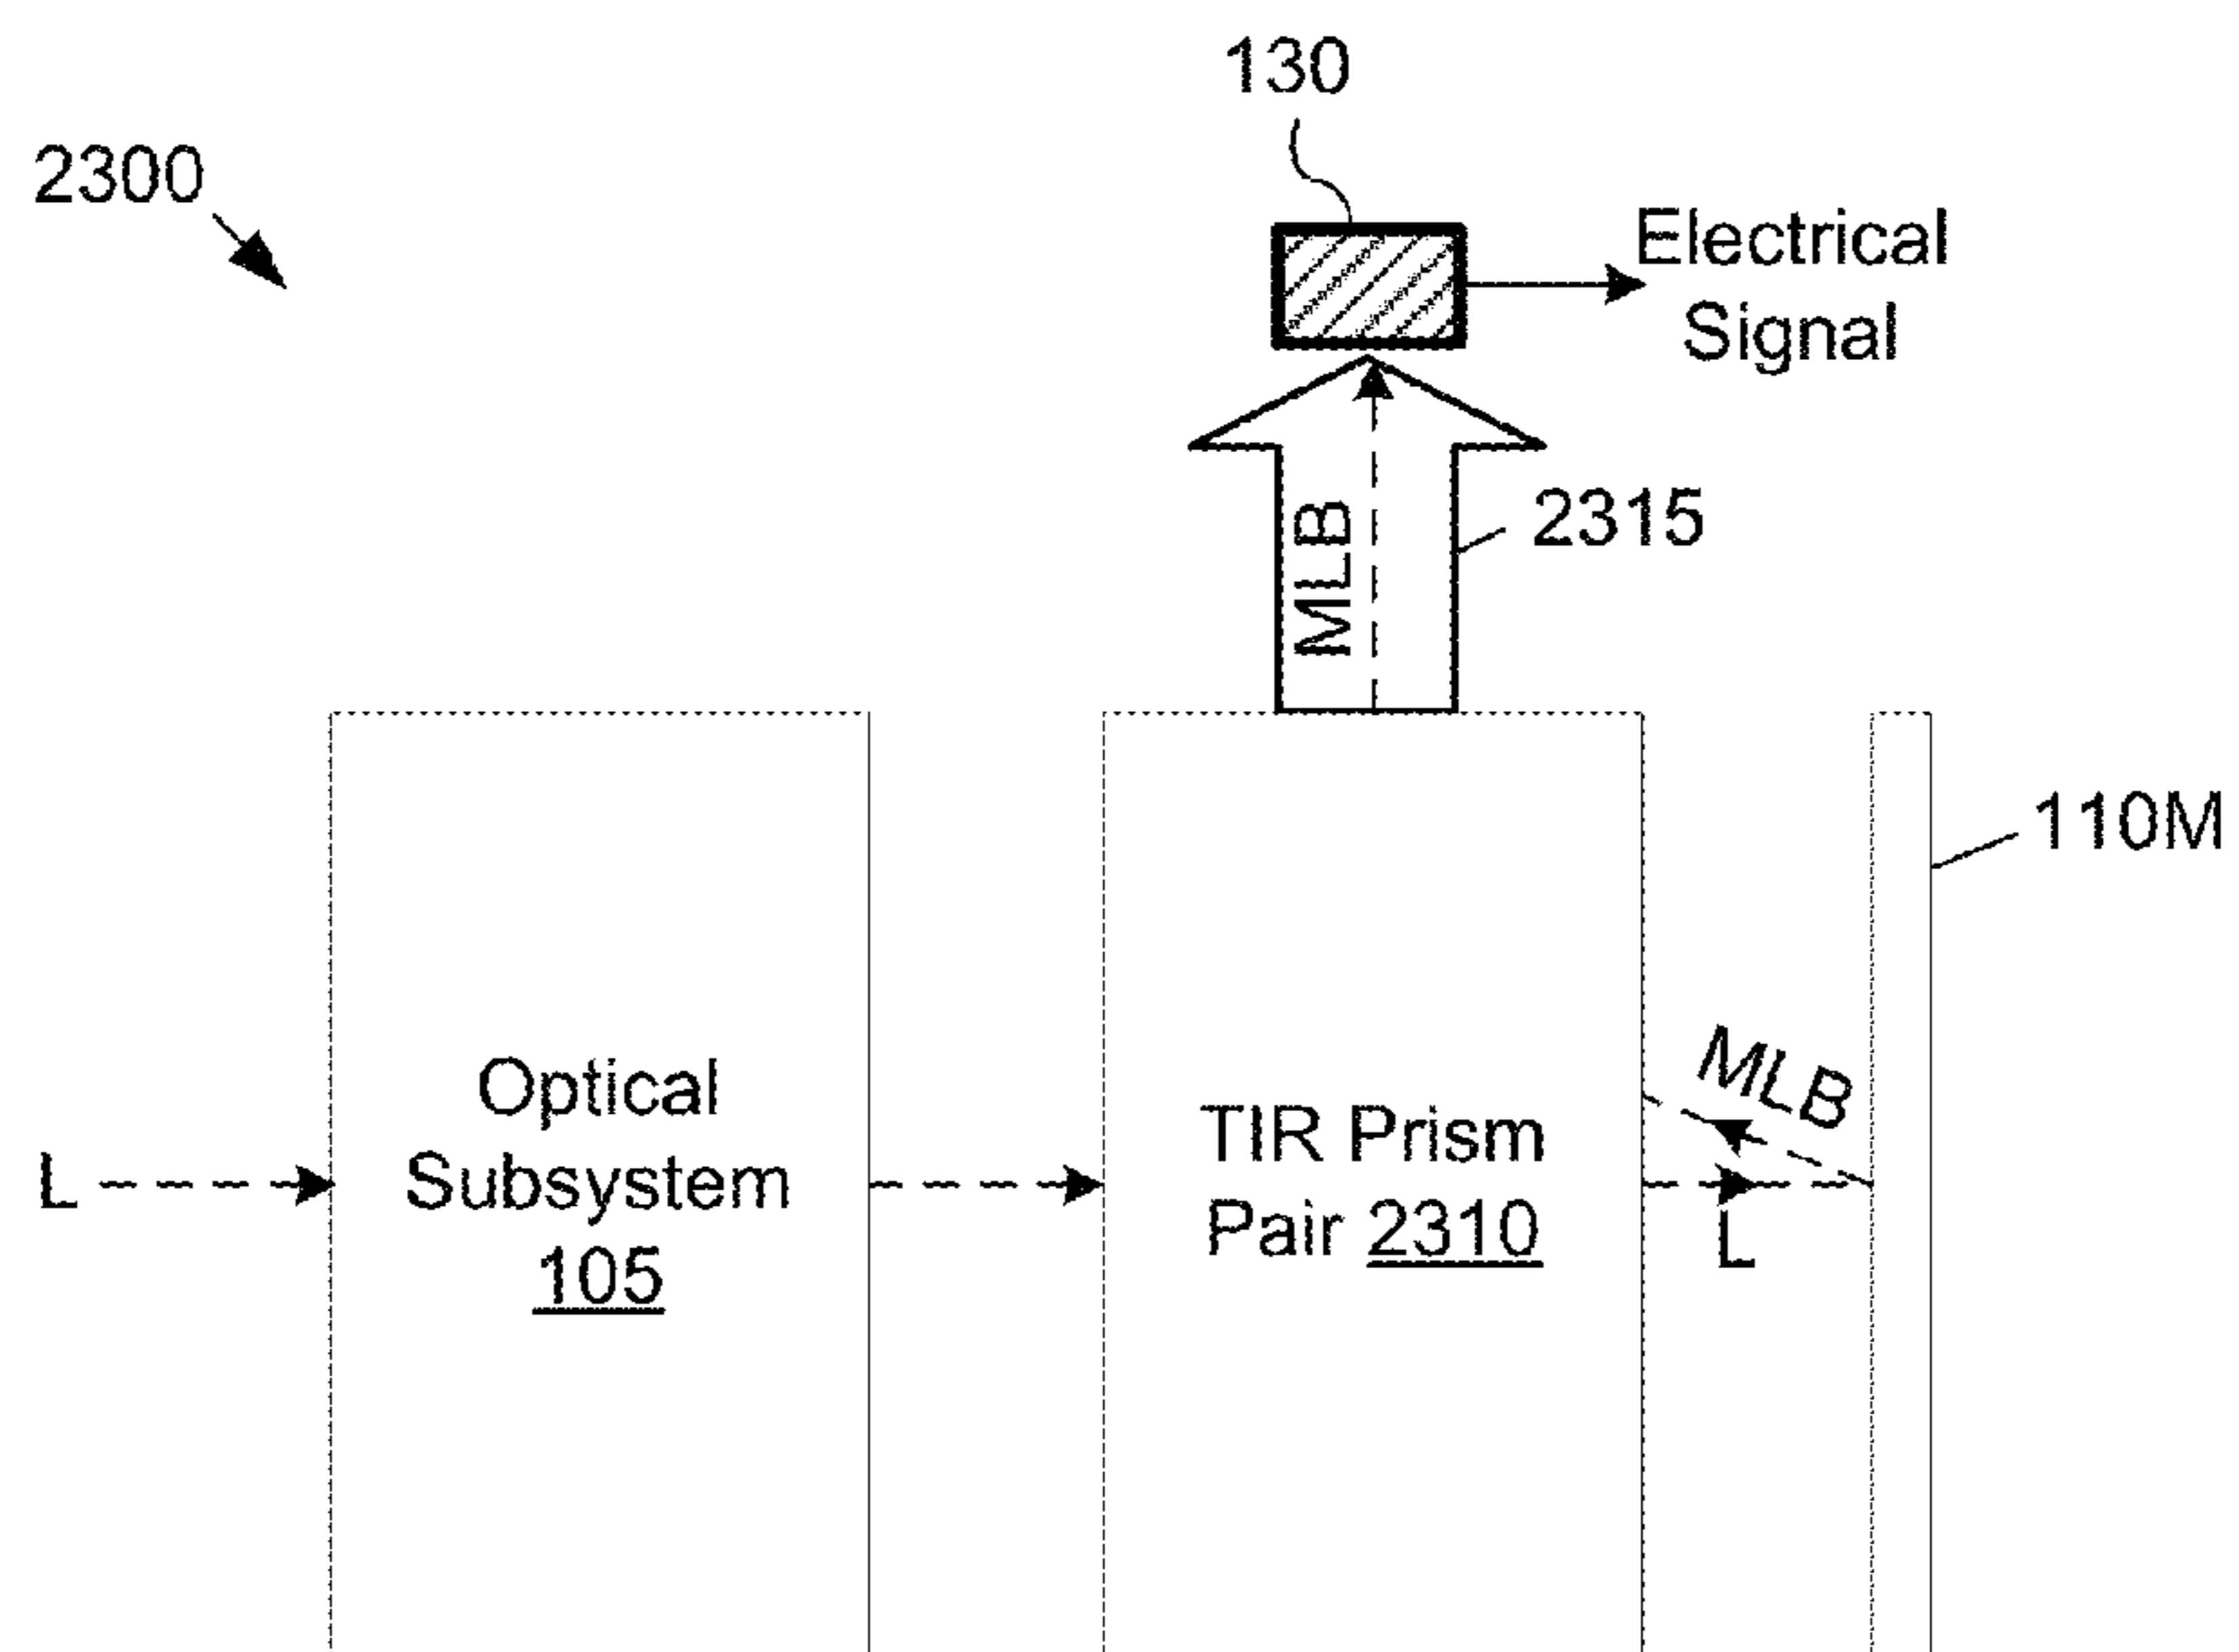 130
2300
Electrical
Signal
MLB
2315
110M
Optical
Subsystem
105
TIR Prism
Pair 2310
MLB
L
L